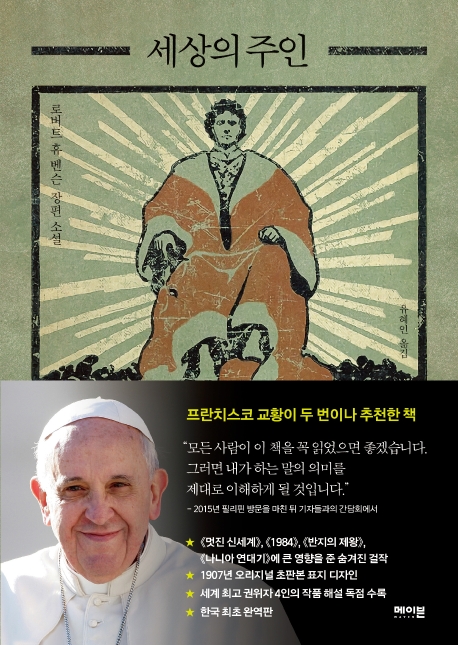 세상의 주인
로버트 휴 벤슨 장편 소설
유혜인 옮김
프란치스코 교황이 두 번이나 추천한 책
“모든 사람이 이 책을 꼭 읽었으면 좋겠습니다.
그러면 내가 하는 말의 의미를
제대로 이해하게 될 것입니다.”
- 2015년 필리핀 방문을 마친 뒤 기자들과의 간담회에서
★ 《멋진 신세계》, 《1984》, 《반지의 제왕》,
《나니아 연대기》에 큰 영향을 준 숨겨진 걸작
★ 1907년 오리지널 초판본 표지 디자인
★ 세계 최고 권위자 4인의 작품 해설 독점 수록
★ 한국 최초 완역판
메이븐
MAVEN